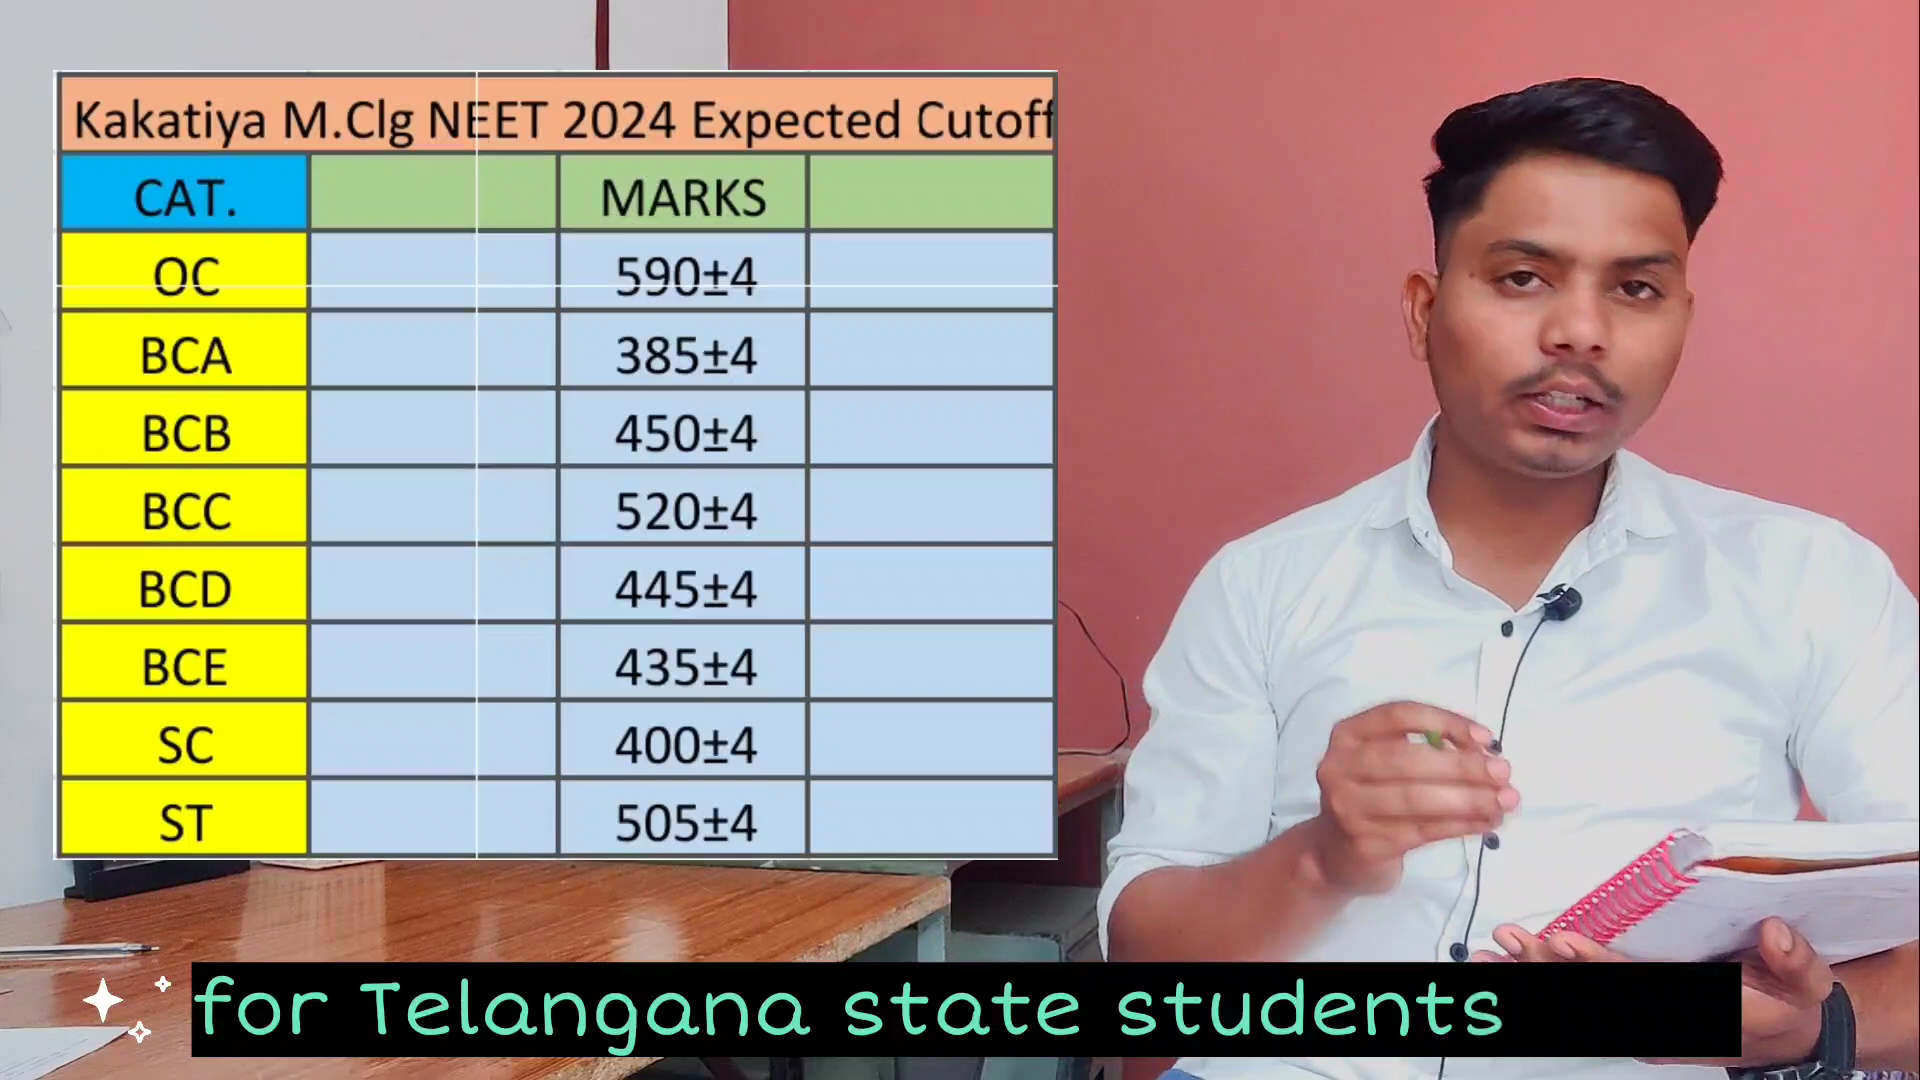 Kakatiya M.Clg NEET 2024 Expected Cutoff
CAT. MARKS
OC 590±4
BCA 385±4
BCB 450±4
BCC 520±4
BCD 445±4
BCE 435±4
SC 400±4
ST 505±4
for Telangana state students